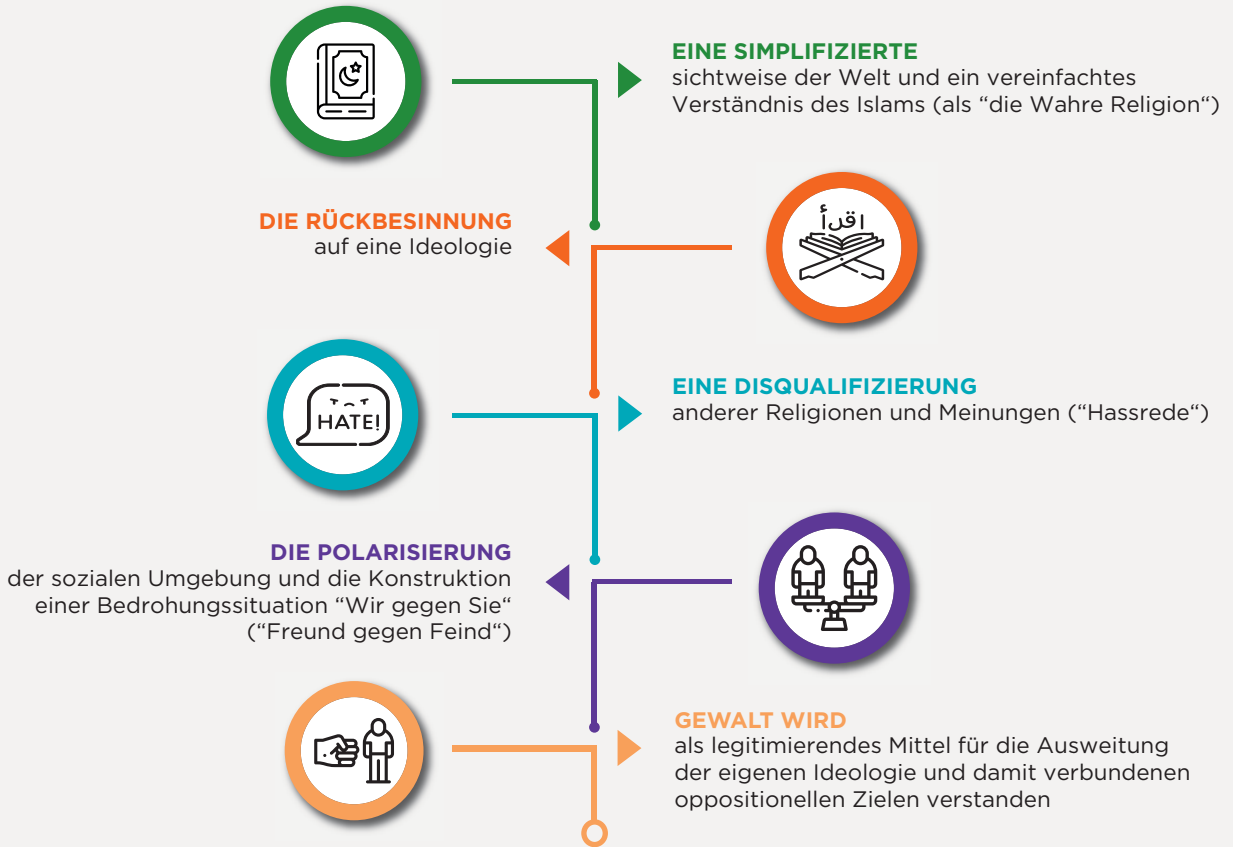 EINE SIMPLIFIZIERTE
sichtweise der Welt und ein vereinfachtes
Verständnis des Islams (als “die Wahre Religion“)
اقرأ
DIE RÜCKBESINNUNG
auf eine Ideologie
HATE!
EINE DISQUALIFIZIERUNG
anderer Religionen und Meinungen (“Hassrede“)
DIE POLARISIERUNG
der sozialen Umgebung und die Konstruktion
einer Bedrohungssituation “Wir gegen Sie“
(“Freund gegen Feind“)
GEWALT WIRD
als legitimierendes Mittel für die Ausweitung
der eigenen Ideologie und damit verbundenen
oppositionellen Zielen verstanden